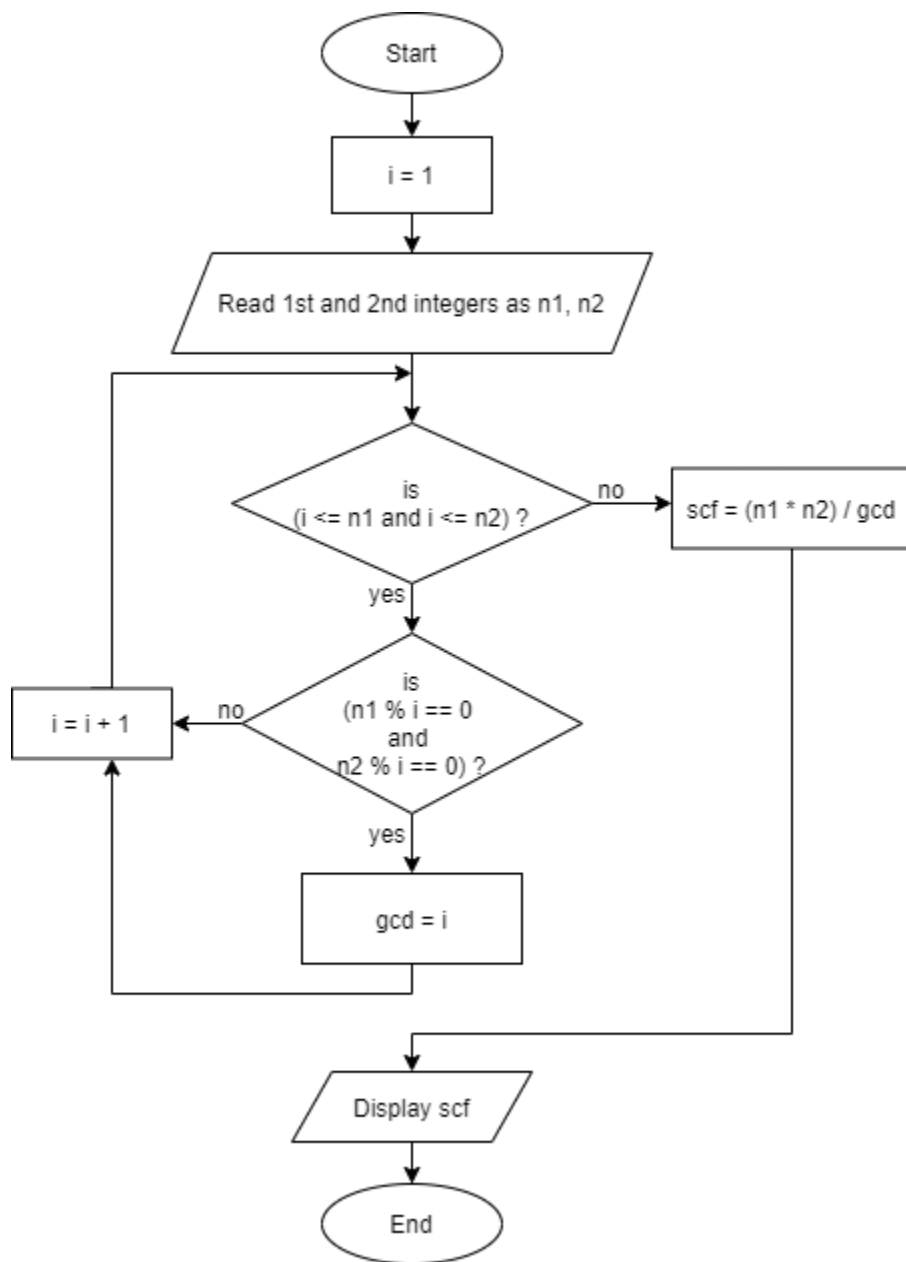 Start
i = 1
Read 1st and 2nd integers as n1, n2
is
(i <= n1 and i <= n2) ?
no
scf = (n1 * n2) / gcd
yes
is
(n1 % i == 0
and
n2 % i == 0) ?
no
i = i + 1
yes
gcd = i
Display scf
End